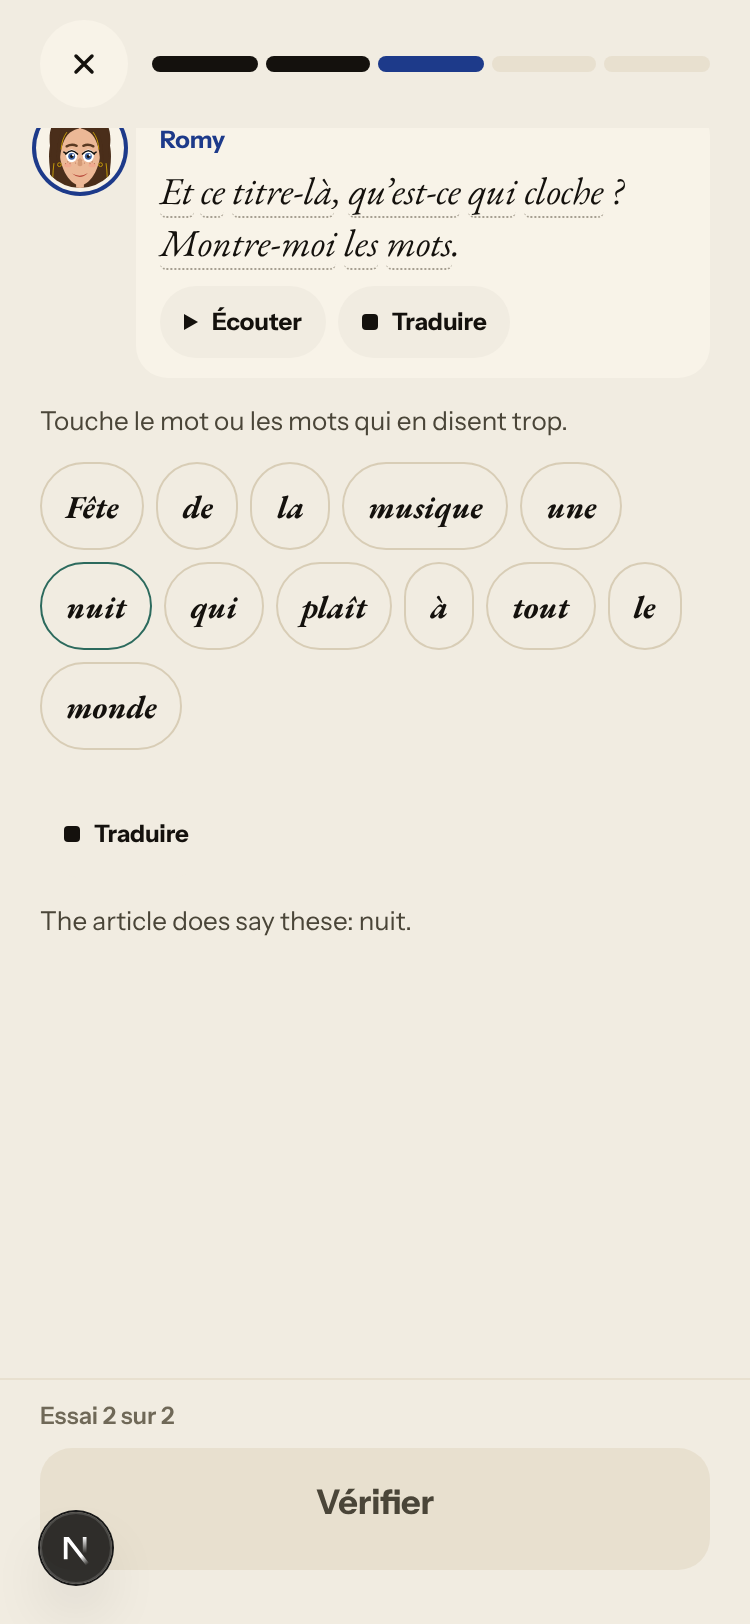 Romy
Et ce titre-là, qu’est-ce qui cloche ?
Montre-moi les mots.
Écouter
Traduire
Touche le mot ou les mots qui en disent trop.
Fête de la musique une
nuit qui plaît à tout le
monde
Traduire
The article does say these: nuit.
Essai 2 sur 2
Vérifier
N